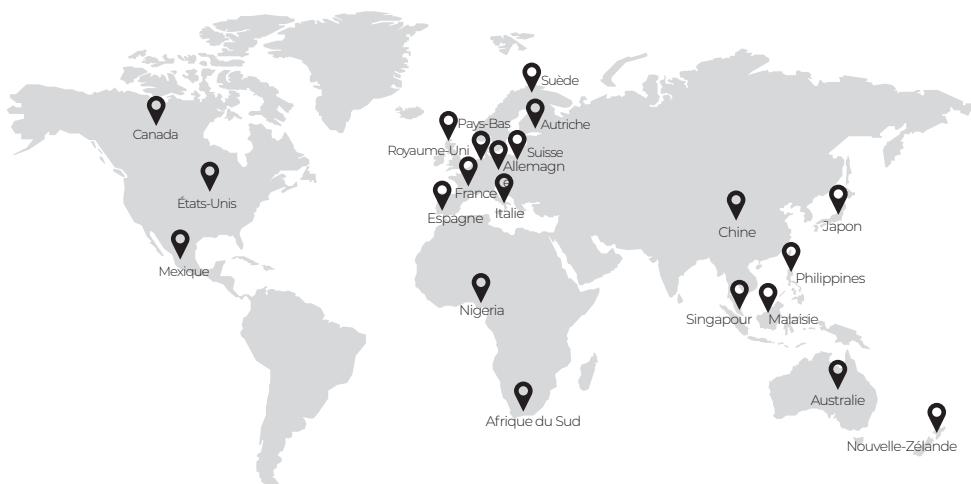 Suède
Canada
Pays-Bas
Autriche
Royaume-Uni
Suisse
Allemagn
e
France
États-Unis
Italie
Espagne
Chine
Japon
Mexique
Philippines
Nigeria
Singapour
Malaisie
Australie
Afrique du Sud
Nouvelle-Zélande